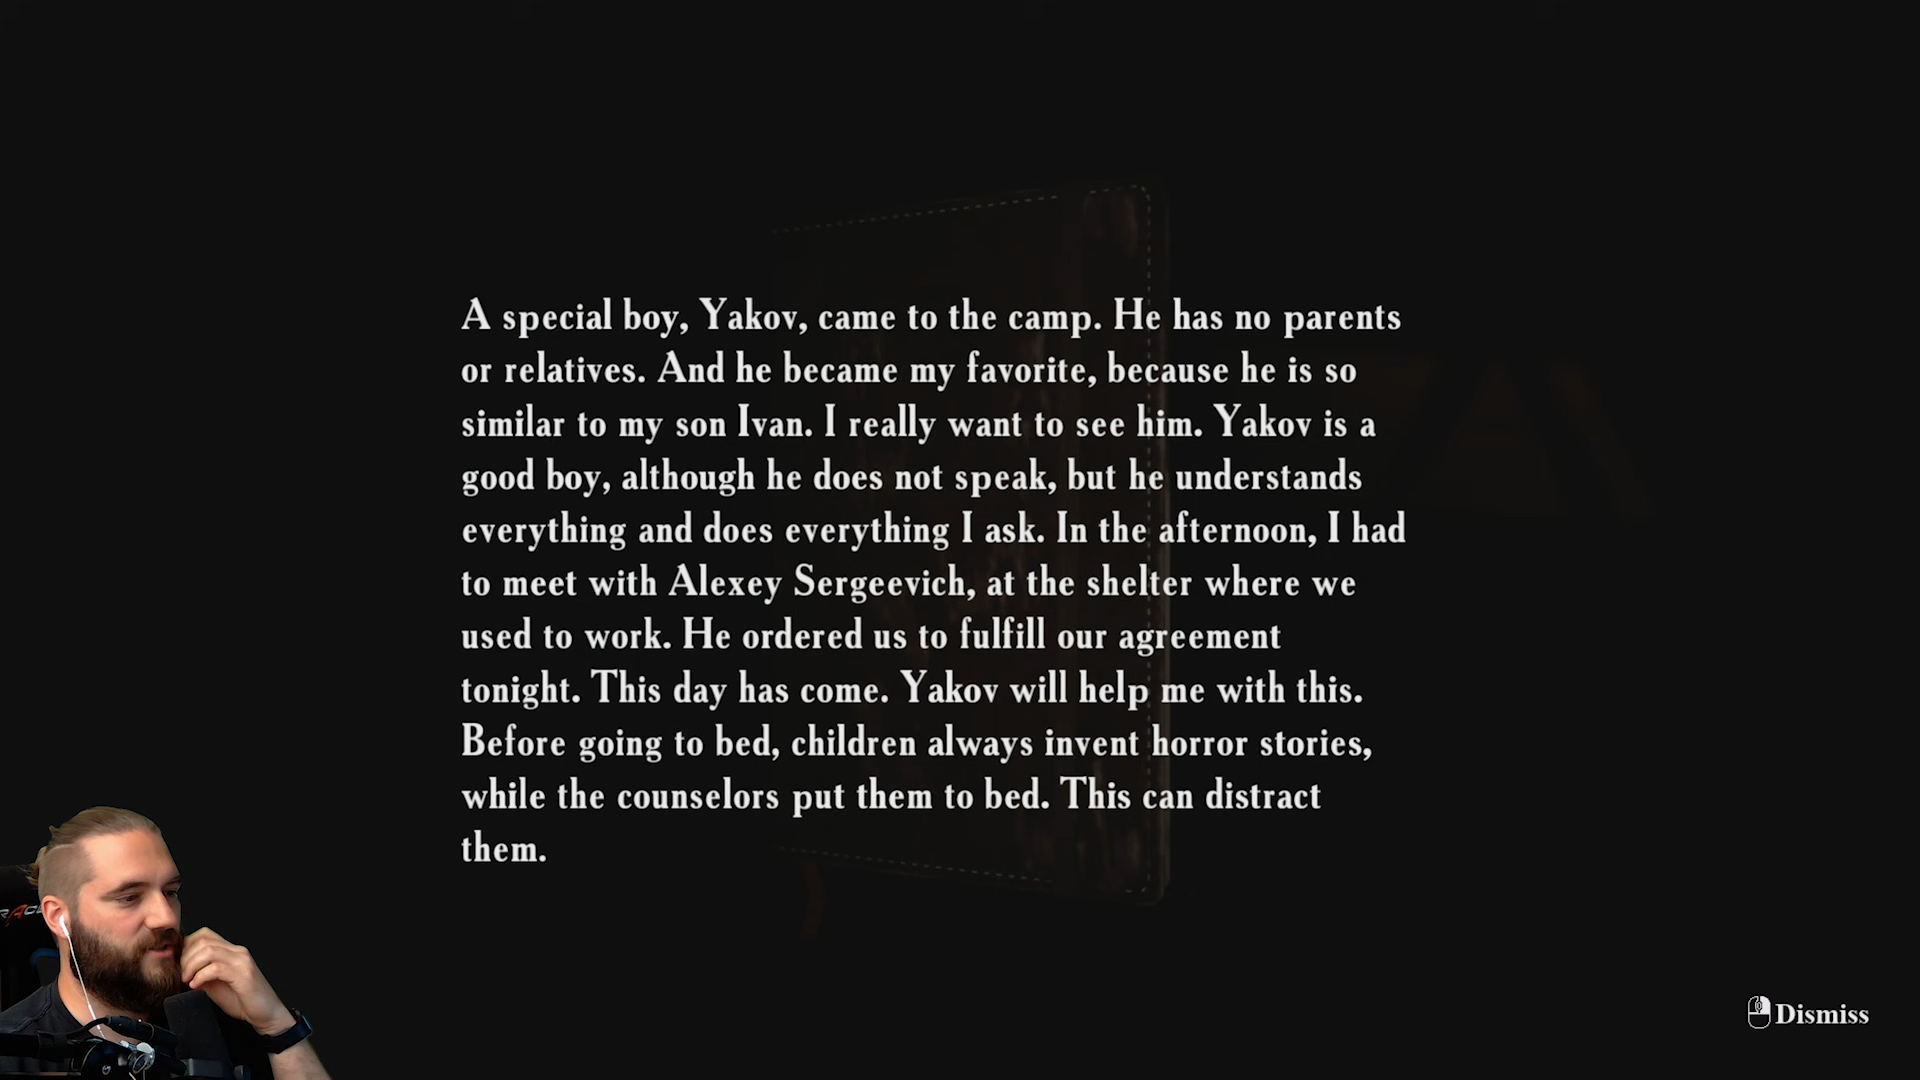 A special boy, Yakov, came to the camp. He has no parents
or relatives. And he became my favorite, because he is so
similar to my son Ivan. I really want to see him. Yakov is a
good boy, although he does not speak, but he understands
everything and does everything I ask. In the afternoon, I had
to meet with Alexey Sergeevich, at the shelter where we
used to work. He ordered us to fulfill our agreement
tonight. This day has come. Yakov will help me with this.
Before going to bed, children always invent horror stories,
while the counselors put them to bed. This can distract
them.
Dismiss